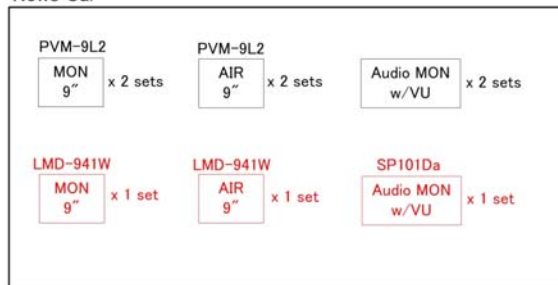 PVM-9L2 PVM-9L2
MON
9″
x 2 sets
AIR
9″
x 2 sets
Audio MON
w/VU
x 2 sets
LMD-941W LMD-941W SP101Da
MON
9″
x 1 set
AIR
9″
x 1 set
Audio MON
w/VU
x 1 set